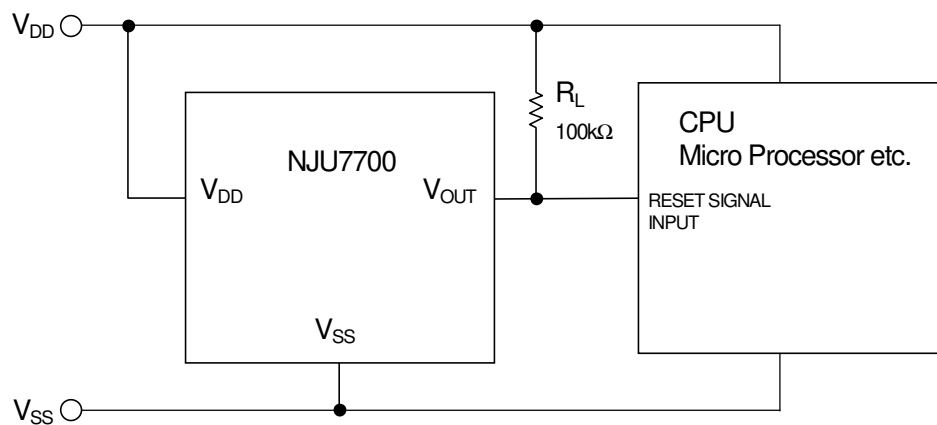 VDD
RL
100kΩ
CPU
Micro Processor etc.
NJU7700
VDD
VOUT
RESET SIGNAL
INPUT
VSS
VSS